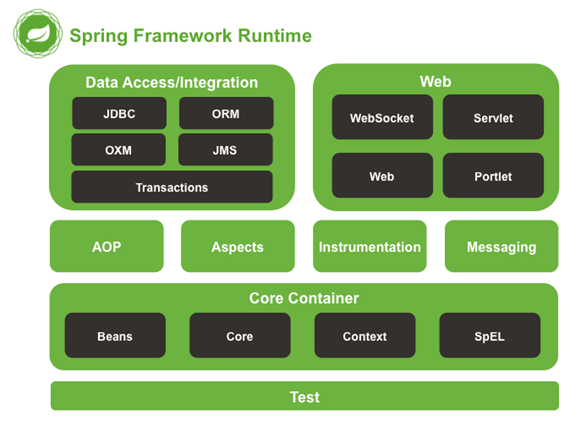 Spring Framework Runtime
Data Access/Integration
JDBC
ORM
OXM
JMS
Transactions
Web
WebSocket
Servlet
Web
Portlet
AOP
Aspects
Instrumentation
Messaging
Core Container
Beans
Core
Context
SpEL
Test